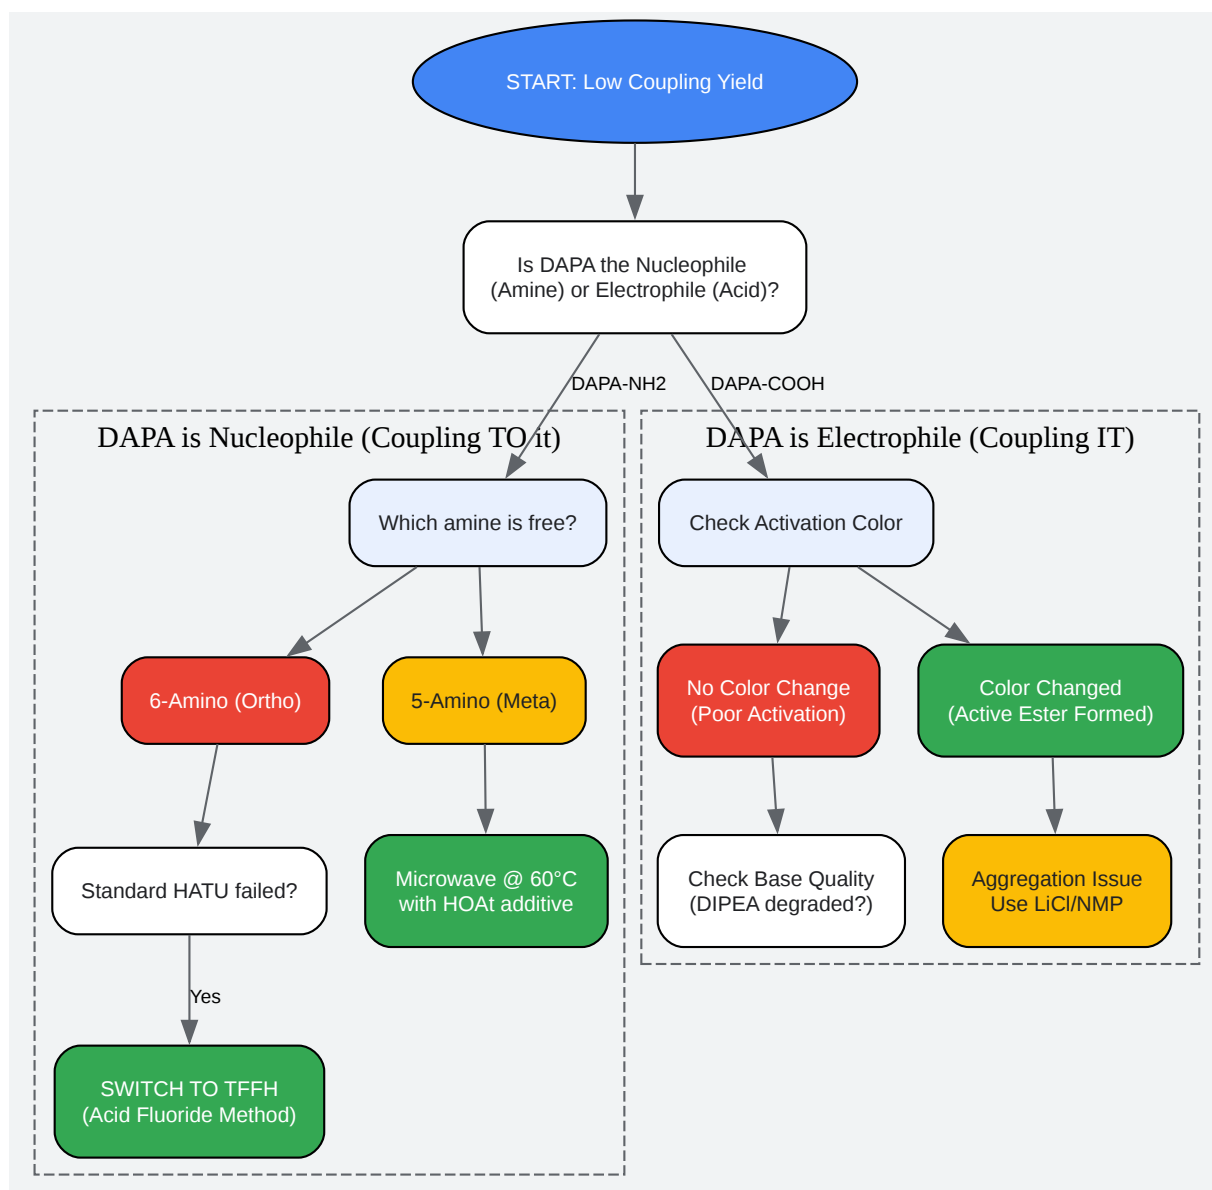 START: Low Coupling Yield
Is DAPA the Nucleophile
(Amine) or Electrophile (Acid)?
DAPA-NH2
DAPA-COOH
DAPA is Nucleophile (Coupling TO it)
DAPA is Electrophile (Coupling IT)
Which amine is free?
Check Activation Color
6-Amino (Ortho)
5-Amino (Meta)
No Color Change
(Poor Activation)
Color Changed
(Active Ester Formed)
Standard HATU failed?
Microwave @ 60°C
with HOAt additive
Check Base Quality
(DIPEA degraded?)
Aggregation Issue
Use LiCl/NMP
Yes
SWITCH TO TFFH
(Acid Fluoride Method)